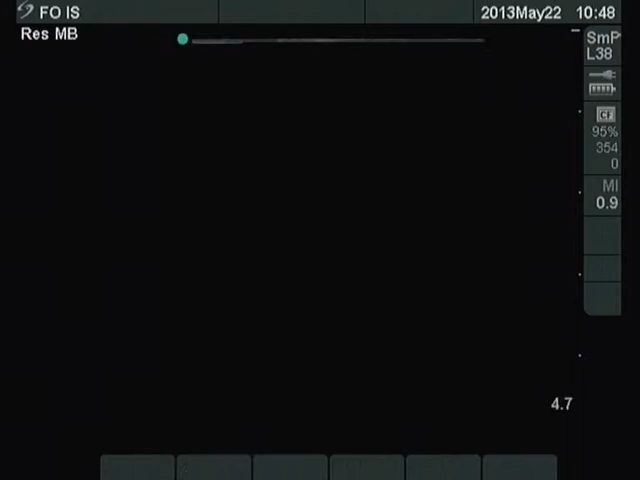 FO IS
2013May22 10:48
Res MB
SmP
L38
CF
95%
354
0
MI
0.9
4.7